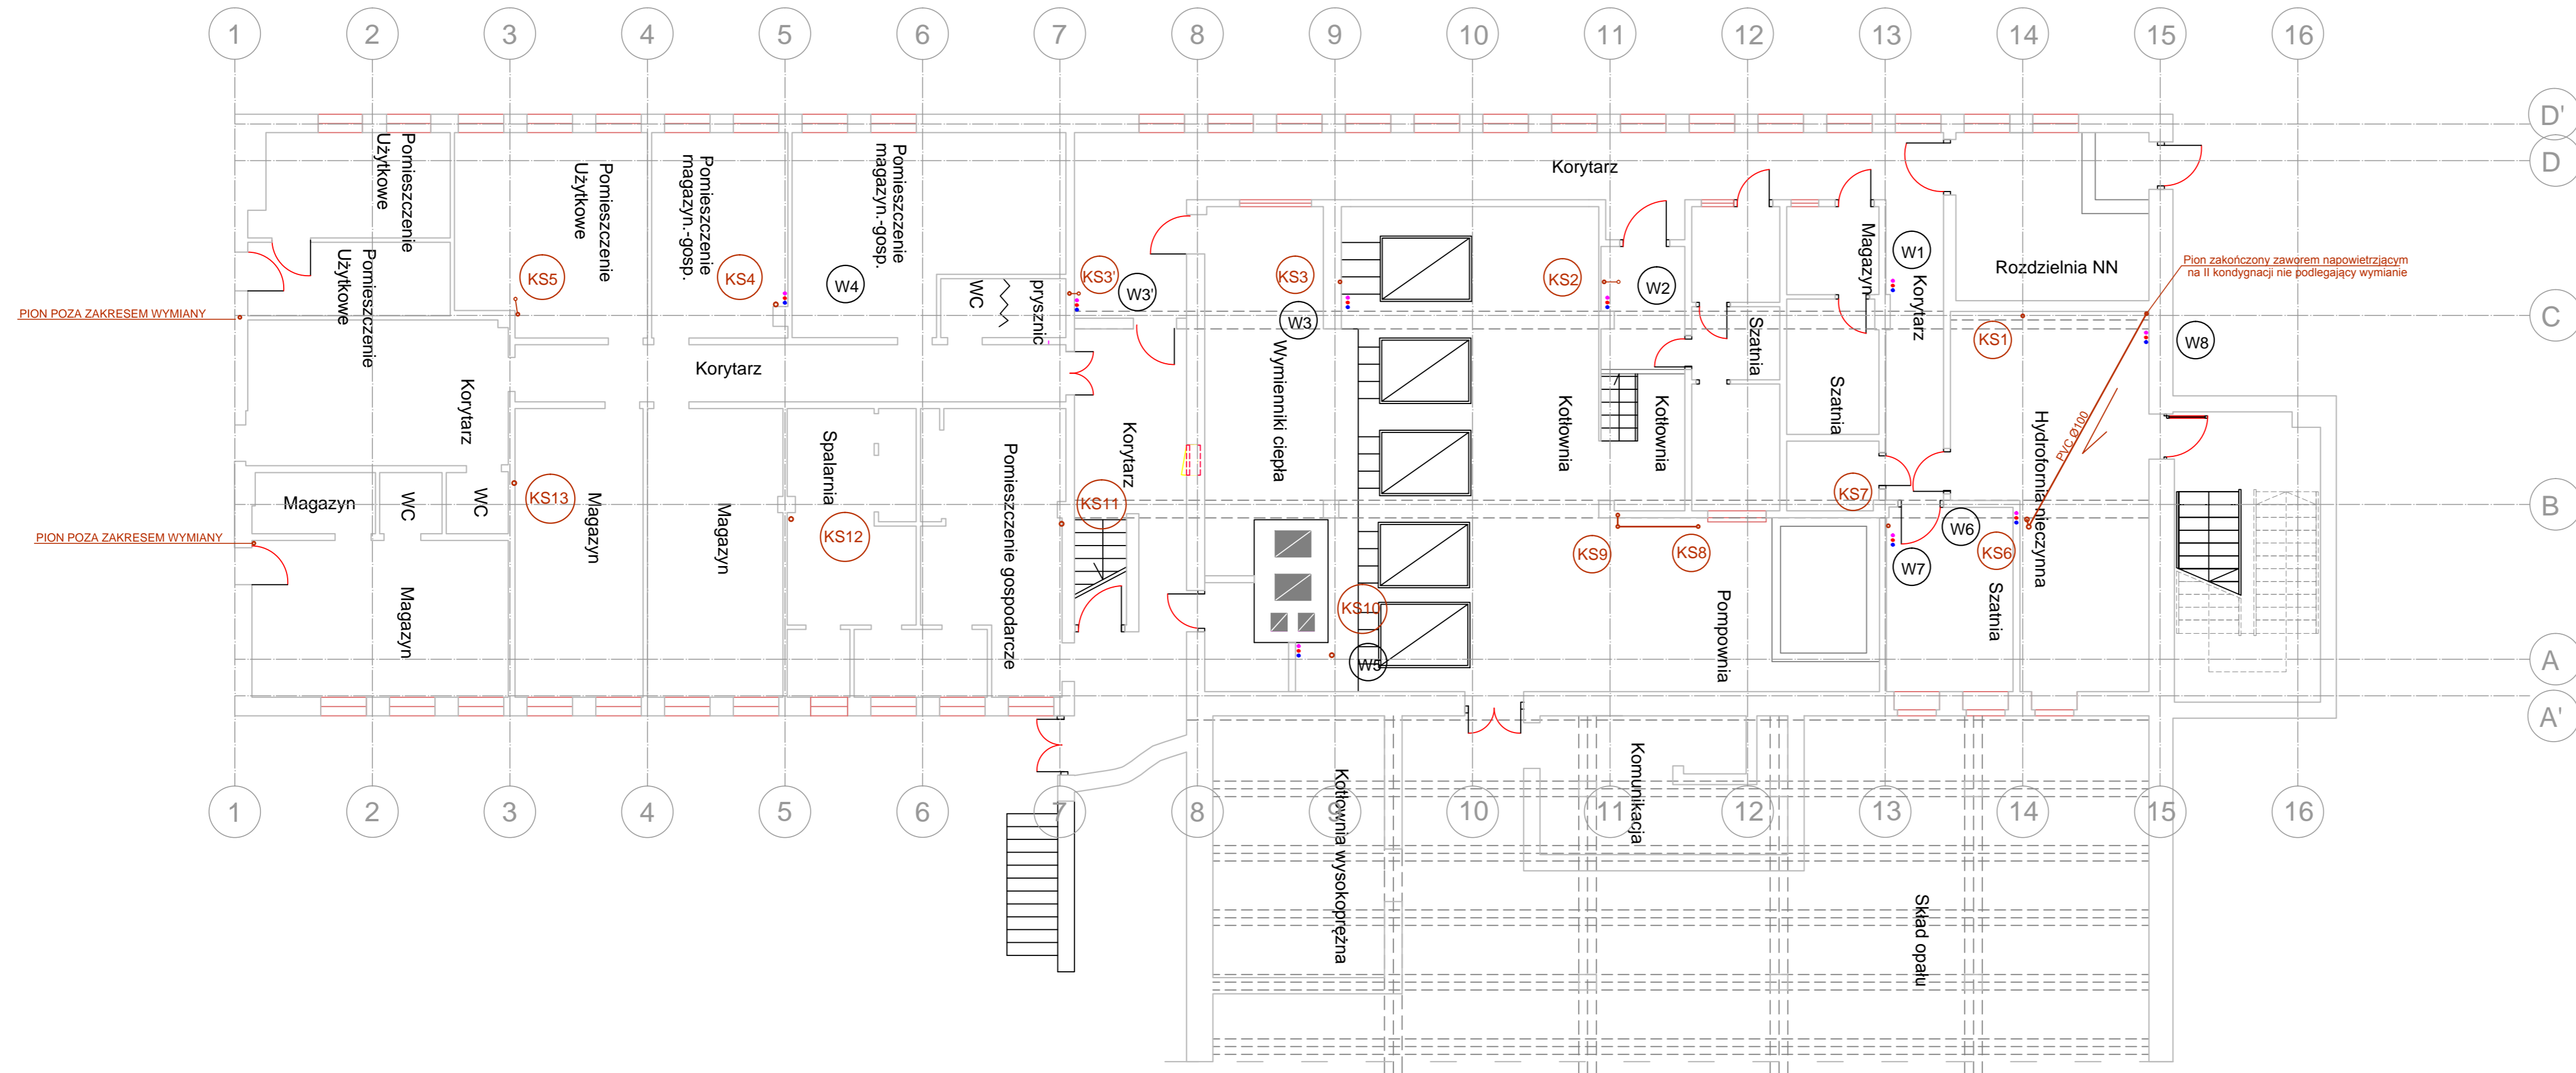 1 2 3 4 5 6 7 8 9 10 11 12 13 14 15 16
D'
D
C
B
A
A'
Pomieszczenie
Użytkowe
Pomieszczenie
Użytkowe
Pomieszczenie
Użytkowe
Pomieszczenie
magazyn.-gosp.
Pomieszczenie
magazyn.-gosp.
Korytarz
KS5
KS4
W4
WC
prysznic
KS3'
W3'
KS3
W3
KS2
W2
Magazyn
W1
Korytarz
Rozdzielnia NN
Pion zakończony zaworem napowietrzjącym
na II kondygnacji nie podlegający wymianie
PION POZA ZAKRESEM WYMIANY
KS1
W8
Korytarz
Korytarz
Wymienniki ciepła
Kotłownia
Kotłownia
Szatnia
Szatnia
Hydrofornia nieczynna
PVC Ø100
Spalarnia
Pomieszczenie gospodarcze
Korytarz
Magazyn
WC
WC
KS13
Magazyn
Magazyn
KS12
KS11
KS7
PION POZA ZAKRESEM WYMIANY
Magazyn
KS9
KS8
W7
W6
KS6
KS10
W5
Pompownia
Szatnia
1 2 3 4 5 6 7 8 9 10 11 12 13 14 15 16
Kotłownia wysokoprężna
Komunikacja
Skład opału